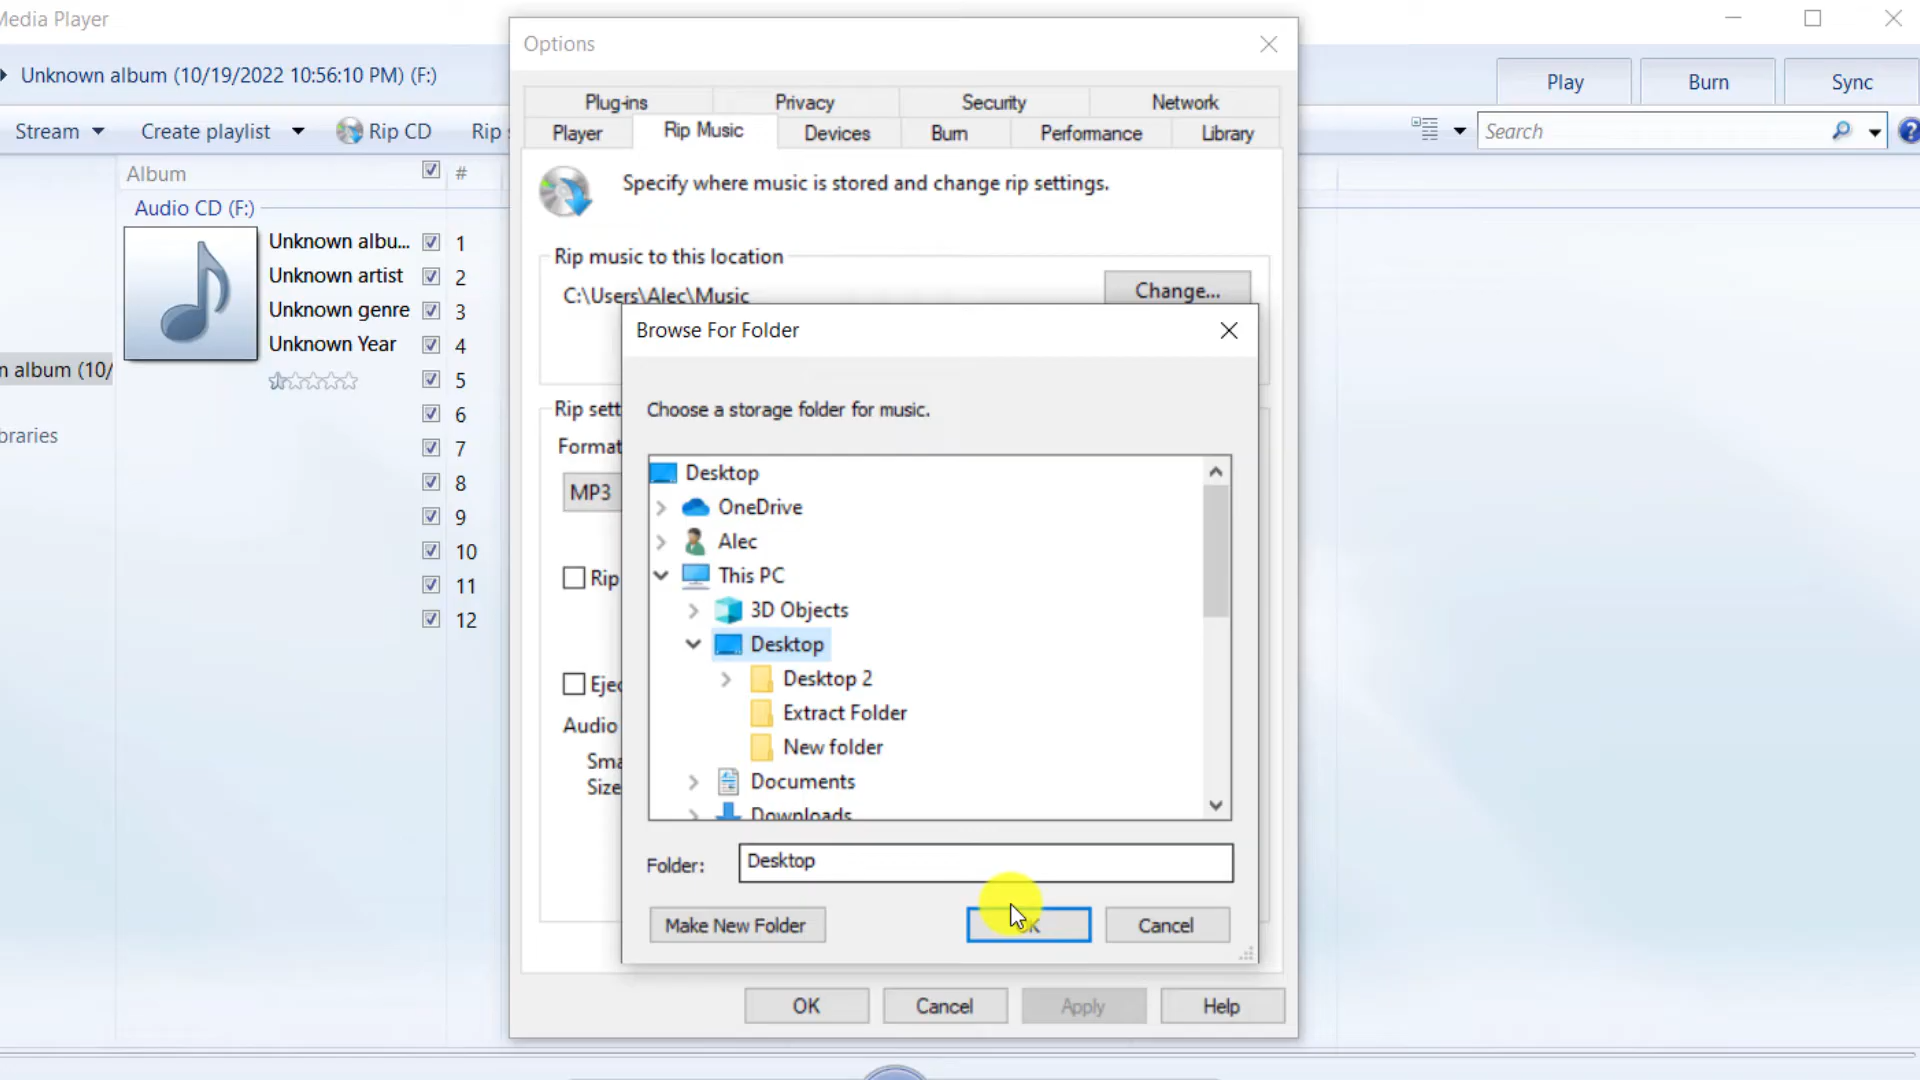 Media Player
Options
Unknown album (10/19/2022 10:56:10 PM) (F:)
Play
Burn
Sync
Plug-ins
Privacy
Security
Network
Stream
Create playlist
Rip CD
Rip
Player
Rip Music
Devices
Burn
Performance
Library
Search
?
Album
#
Specify where music is stored and change rip settings.
Audio CD (F:)
Unknown albu...
Unknown artist
Unknown genre
Unknown Year
1
2
3
4
5
6
7
8
9
10
11
12
n album (10/
braries
Rip music to this location
C:\Users\Alec\Music
Change...
Browse For Folder
Rip sett
Format
MP3
Rip
Ejec
Audio
Sma
Size
Choose a storage folder for music.
Desktop
OneDrive
Alec
This PC
3D Objects
Desktop
Desktop 2
Extract Folder
New folder
Documents
Downloads
Folder:
Desktop
Make New Folder
OK
Cancel
OK
Cancel
Apply
Help